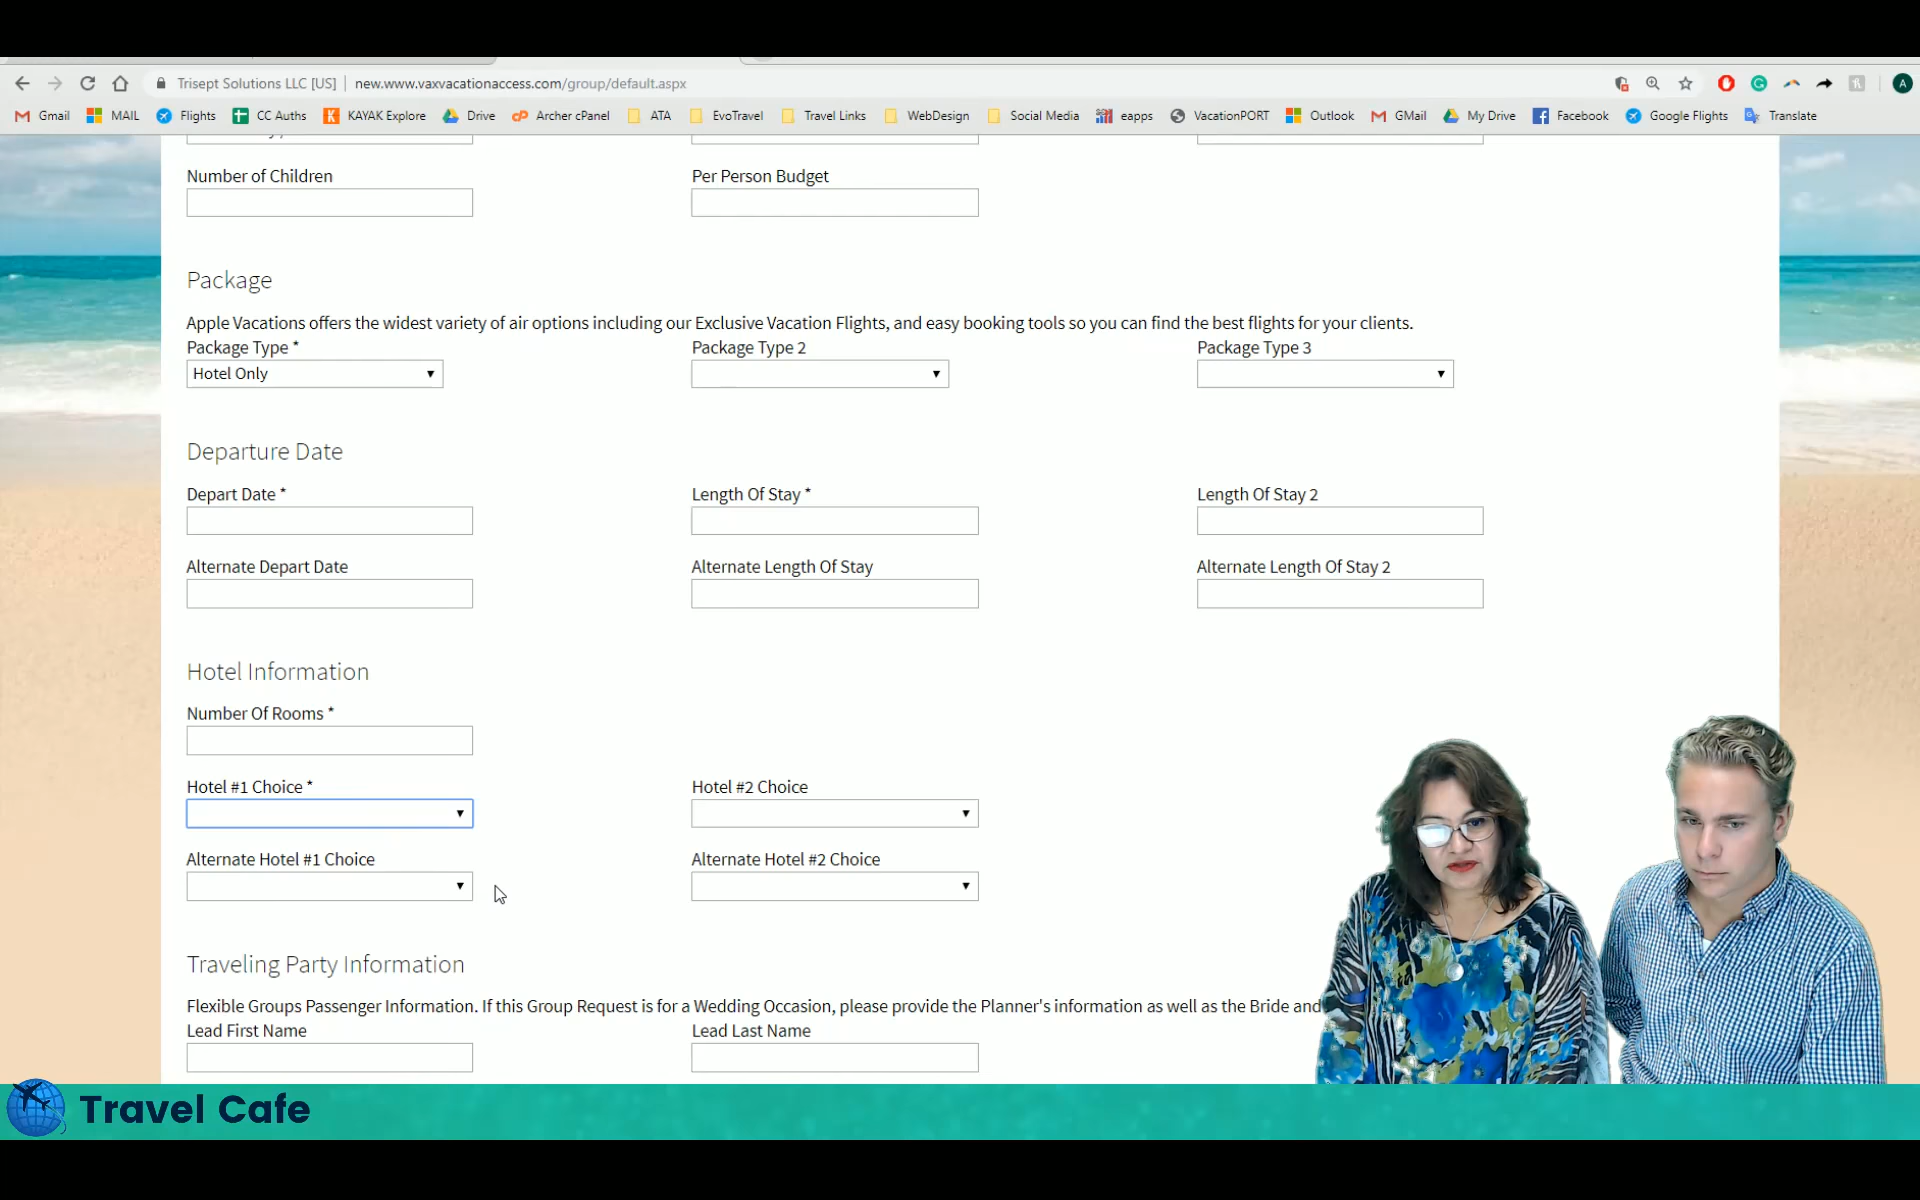 Trisept Solutions LLC [US] | new.www.vaxvacationaccess.com/group/default.aspx
A
Gmail MAIL Flights CC Auths KAYAK Explore Drive Archer cPanel ATA EvoTravel Travel Links WebDesign Social Media eapps VacationPORT Outlook GMail My Drive Facebook Google Flights Translate
Number of Children Per Person Budget
Package
Apple Vacations offers the widest variety of air options including our Exclusive Vacation Flights, and easy booking tools so you can find the best flights for your clients.
Package Type * Package Type 2 Package Type 3
Hotel Only
Departure Date
Depart Date * Length Of Stay * Length Of Stay 2
Alternate Depart Date Alternate Length Of Stay Alternate Length Of Stay 2
Hotel Information
Number Of Rooms *
Hotel #1 Choice * Hotel #2 Choice
Alternate Hotel #1 Choice Alternate Hotel #2 Choice
Traveling Party Information
Flexible Groups Passenger Information. If this Group Request is for a Wedding Occasion, please provide the Planner's information as well as the Bride and
Lead First Name Lead Last Name
Travel Cafe